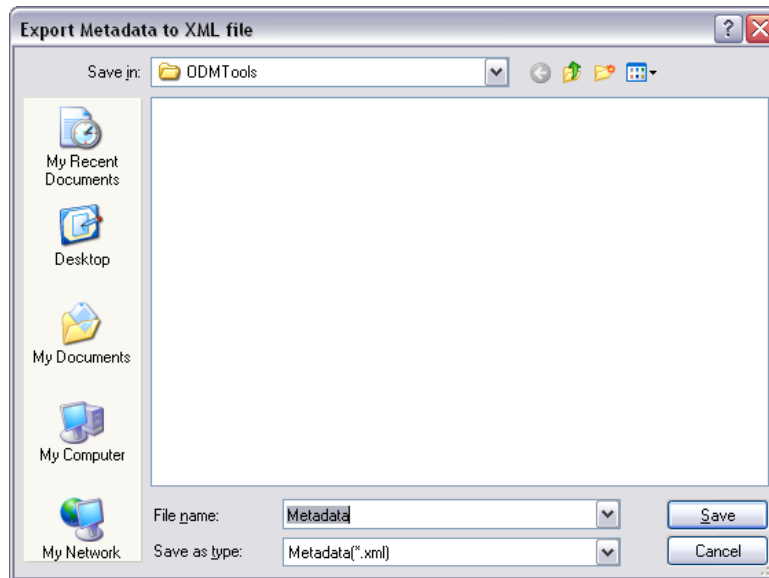 Export Metadata to XML file
Save in:
ODMTools
My Recent
Documents
Desktop
My Documents
My Computer
My Network
File name:
Metadata
Save
Save as type:
Metadata(*.xml)
Cancel